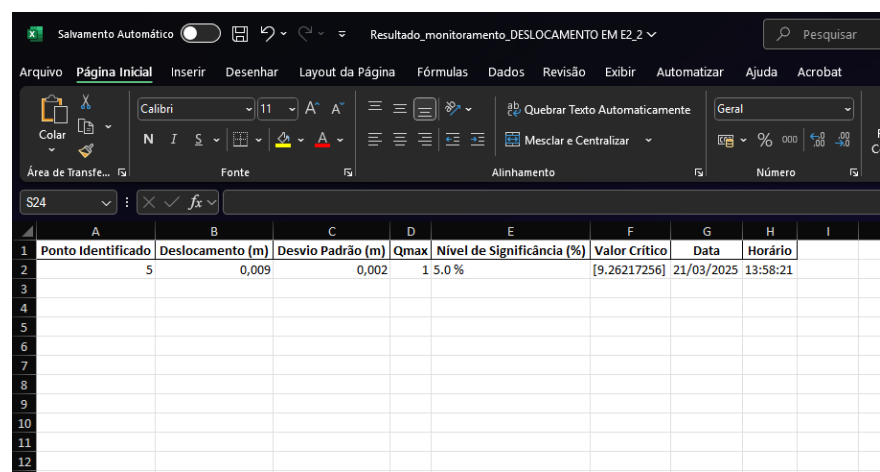 Salvamento Automático Resultado_monitoramento_DESLOCAMENTO EM E2_2 Pesquisar
Arquivo Página Inicial Inserir Desenhar Layout da Página Fórmulas Dados Revisão Exibir Automatizar Ajuda Acrobat
Calibri 11 A A ab Quebrar Texto Automaticamente Geral
Colar N I S A Mesclar e Centralizar % 000
Área de Transfe... Fonte Alinhamento Número
S24 fx
A B C D E F G H I
1 Ponto Identificado Deslocamento (m) Desvio Padrão (m) Qmax Nível de Significância (%) Valor Crítico Data Horário
2 5 0,009 0,002 1 5.0 % [9.26217256] 21/03/2025 13:58:21
3
4
5
6
7
8
9
10
11
12